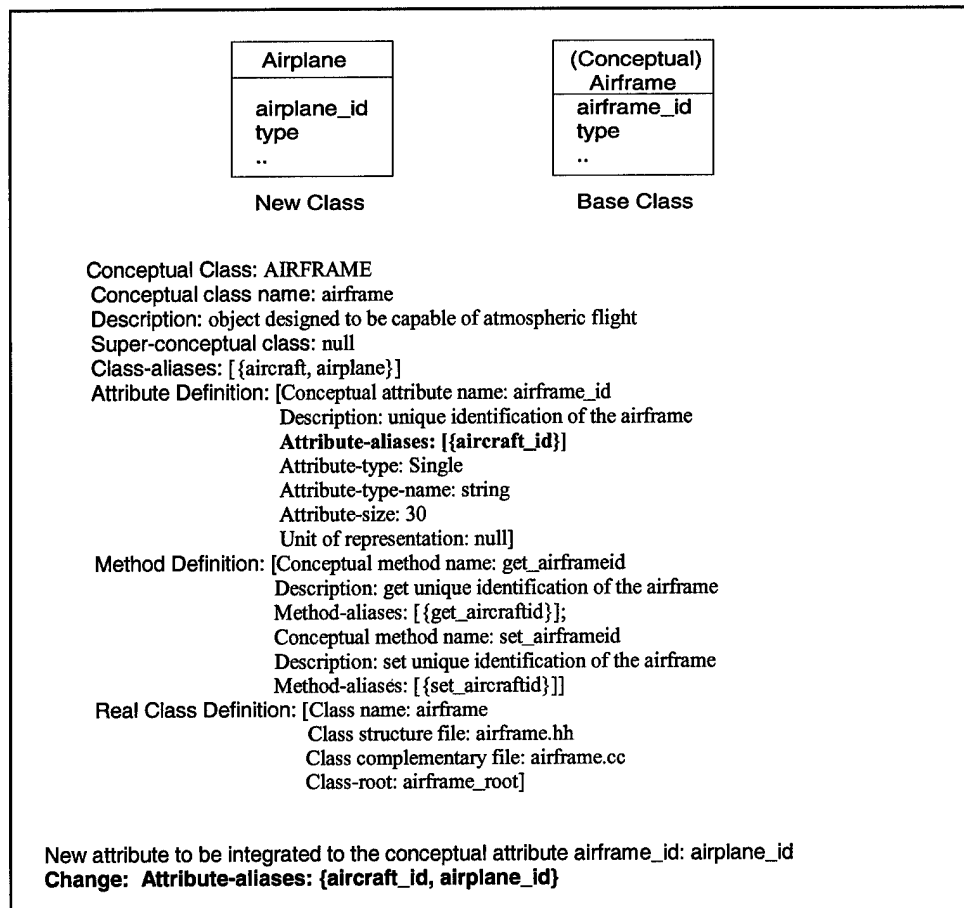 Airplane
airplane_id
type
..
New Class
(Conceptual)
Airframe
airframe_id
type
..
Base Class
Conceptual Class: AIRFRAME
Conceptual class name: airframe
Description: object designed to be capable of atmospheric flight
Super-conceptual class: null
Class-aliases: [{aircraft, airplane}]
Attribute Definition: [Conceptual attribute name: airframe_id
Description: unique identification of the airframe
Attribute-aliases: [{aircraft_id}]
Attribute-type: Single
Attribute-type-name: string
Attribute-size: 30
Unit of representation: null]
Method Definition: [Conceptual method name: get_airframeid
Description: get unique identification of the airframe
Method-aliases: [{get_aircraftid}];
Conceptual method name: set_airframeid
Description: set unique identification of the airframe
Method-aliases: [{set_aircraftid}]]
Real Class Definition: [Class name: airframe
Class structure file: airframe.hh
Class complementary file: airframe.cc
Class-root: airframe_root]
New attribute to be integrated to the conceptual attribute airframe_id: airplane_id
Change: Attribute-aliases: {aircraft_id, airplane_id}